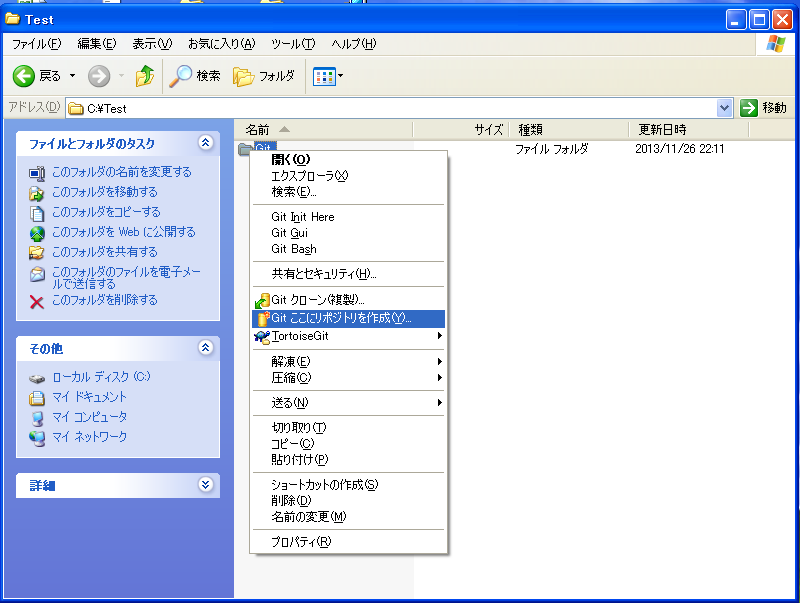 Test
ファイル(F) 編集(E) 表示(V) お気に入り(A) ツール(T) ヘルプ(H)
戻る 検索 フォルダ
アドレス(D) C:¥Test 移動
ファイルとフォルダのタスク
このフォルダの名前を変更する
このフォルダを移動する
このフォルダをコピーする
このフォルダを Web に公開する
このフォルダを共有する
このフォルダのファイルを電子メー
ルで送信する
このフォルダを削除する
その他
ローカル ディスク (C:)
マイ ドキュメント
マイ コンピュータ
マイ ネットワーク
詳細
名前 サイズ 種類 更新日時
Git ファイル フォルダ 2013/11/26 22:11
開く(O)
エクスプローラ(X)
検索(E)...
Git Init Here
Git Gui
Git Bash
共有とセキュリティ(H)...
Git クローン(複製)...
Git ここにリポジトリを作成(Y)...
TortoiseGit
解凍(E)
圧縮(C)
送る(N)
切り取り(T)
コピー(C)
貼り付け(P)
ショートカットの作成(S)
削除(D)
名前の変更(M)
プロパティ(R)